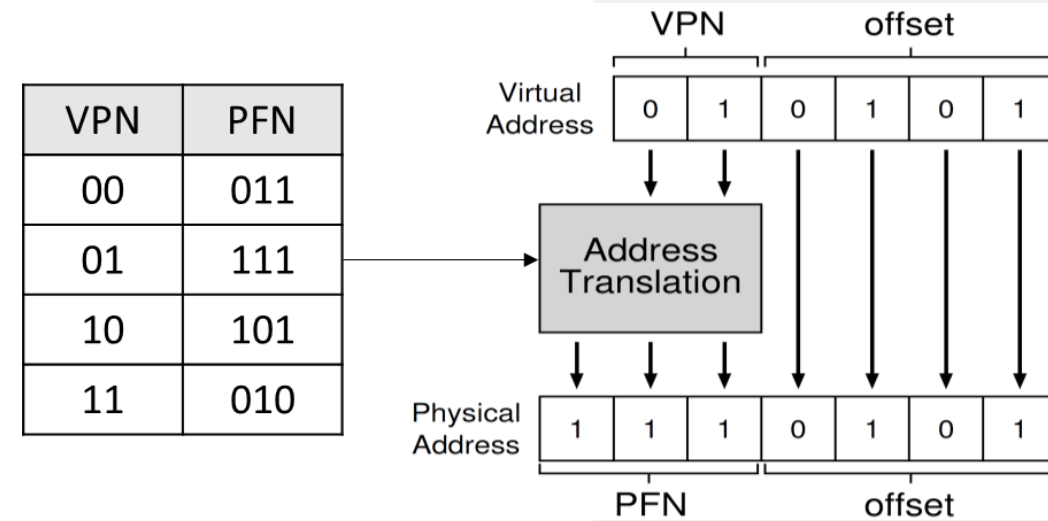 VPN PFN
00 011
01 111
10 101
11 010
VPN offset
Virtual
Address
0 1 0 1 0 1
Address
Translation
Physical
Address
1 1 1 0 1 0 1
PFN offset